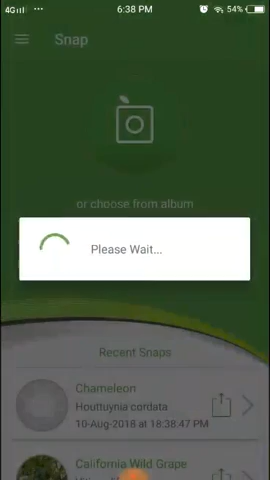 4G 6:38 PM 54%
Snap
or choose from album
Please Wait...
Recent Snaps
Chameleon
Houttuynia cordata
10-Aug-2018 at 18:38:47 PM
California Wild Grape